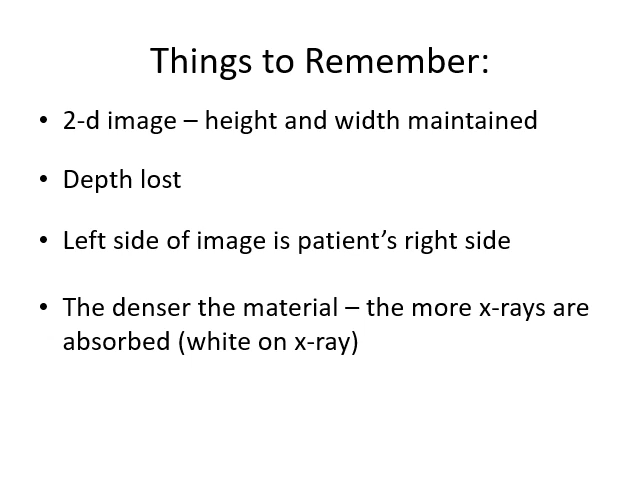 Things to Remember:
• 2-d image – height and width maintained
• Depth lost
• Left side of image is patient’s right side
• The denser the material – the more x-rays are
absorbed (white on x-ray)